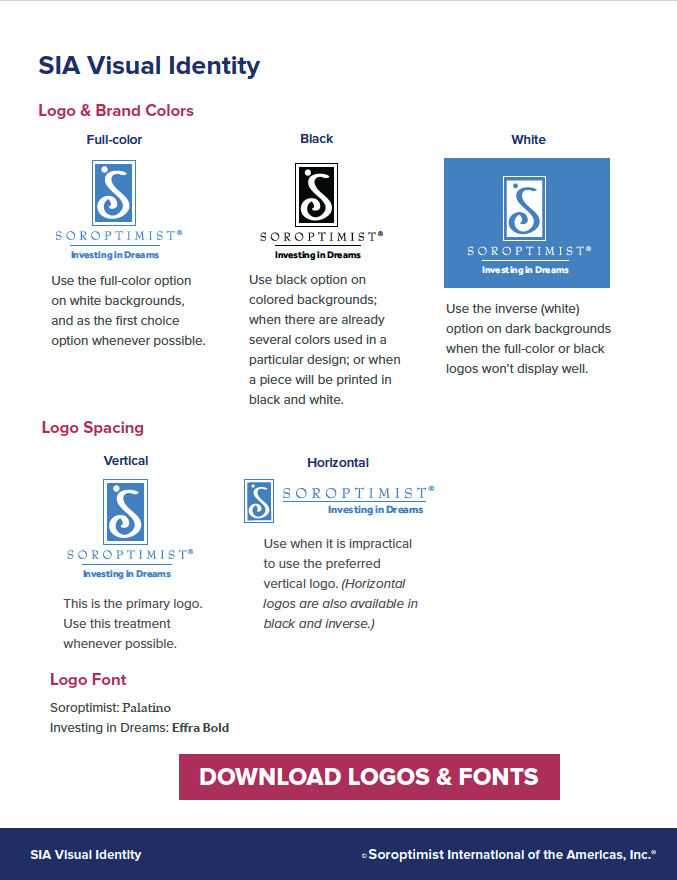 SIA Visual Identity
Logo & Brand Colors
Full-color
SOROPTIMIST®
Investing in Dreams
Use the full-color option
on white backgrounds,
and as the first choice
option whenever possible.
Black
SOROPTIMIST®
Investing in Dreams
Use black option on
colored backgrounds;
when there are already
several colors used in a
particular design; or when
a piece will be printed in
black and white.
White
SOROPTIMIST®
Investing in Dreams
Use the inverse (white)
option on dark backgrounds
when the full-color or black
logos won't display well.
Logo Spacing
Vertical
SOROPTIMIST®
Investing in Dreams
This is the primary logo.
Use this treatment
whenever possible.
Horizontal
SOROPTIMIST®
Investing in Dreams
Use when it is impractical
to use the preferred
vertical logo. (Horizontal
logos are also available in
black and inverse.)
Logo Font
Soroptimist: Palatino
Investing in Dreams: Effra Bold
DOWNLOAD LOGOS & FONTS
SIA Visual Identity
©Soroptimist International of the Americas, Inc.®